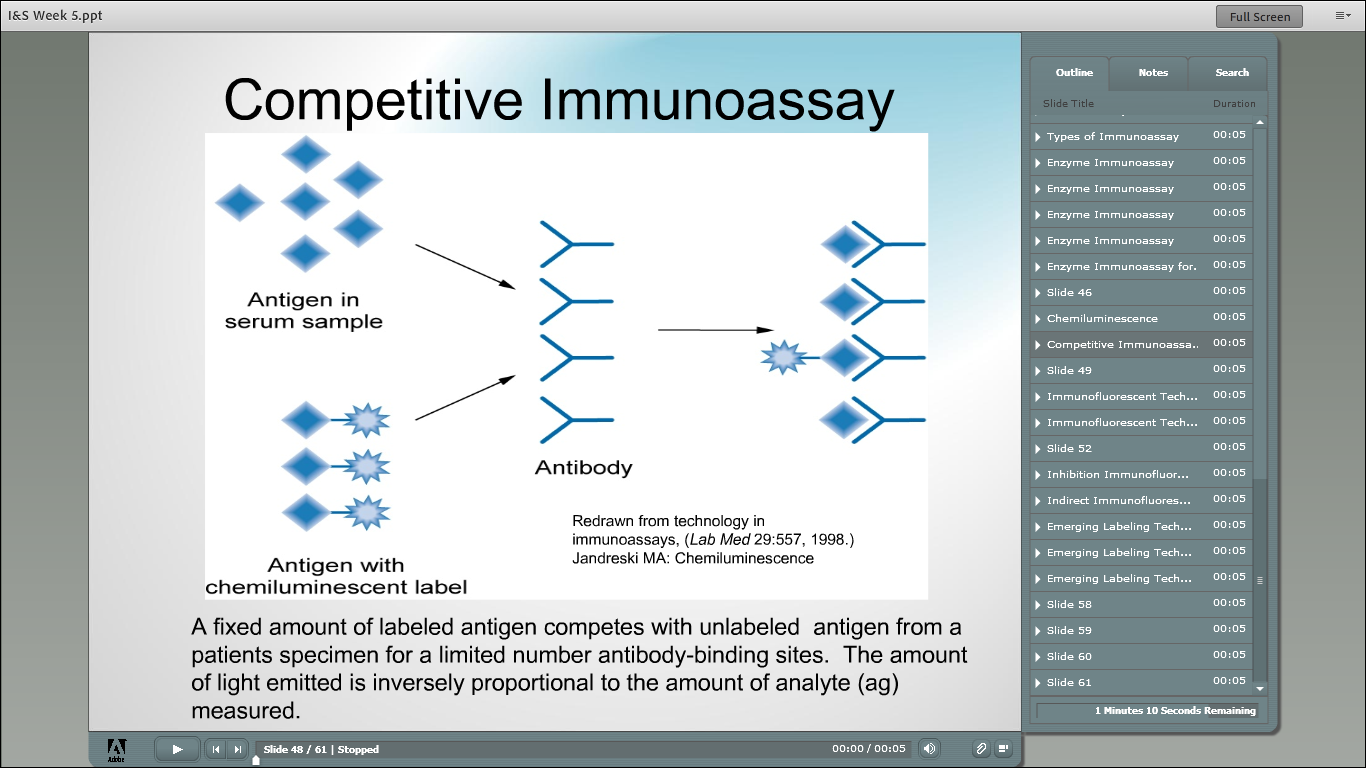 I&S Week 5.ppt
Full Screen
Competitive Immunoassay
Antigen in
serum sample
Antibody
Antigen with
chemiluminescent label
Redrawn from technology in
immunoassays, (Lab Med 29:557, 1998.)
Jandreski MA: Chemiluminescence
A fixed amount of labeled antigen competes with unlabeled antigen from a
patients specimen for a limited number antibody-binding sites. The amount
of light emitted is inversely proportional to the amount of analyte (ag)
measured.
Outline Notes Search
Slide Title Duration
Types of Immunoassay 00:05
Enzyme Immunoassay 00:05
Enzyme Immunoassay 00:05
Enzyme Immunoassay 00:05
Enzyme Immunoassay 00:05
Enzyme Immunoassay for. 00:05
Slide 46 00:05
Chemiluminescence 00:05
Competitive Immunoassa.. 00:05
Slide 49 00:05
Immunofluorescent Tech... 00:05
Immunofluorescent Tech... 00:05
Slide 52 00:05
Inhibition Immunofluor... 00:05
Indirect Immunofluores... 00:05
Emerging Labeling Tech... 00:05
Emerging Labeling Tech... 00:05
Emerging Labeling Tech... 00:05
Slide 58 00:05
Slide 59 00:05
Slide 60 00:05
Slide 61 00:05
1 Minutes 10 Seconds Remaining
Adobe
Slide 48 / 61 | Stopped
00:00 / 00:05